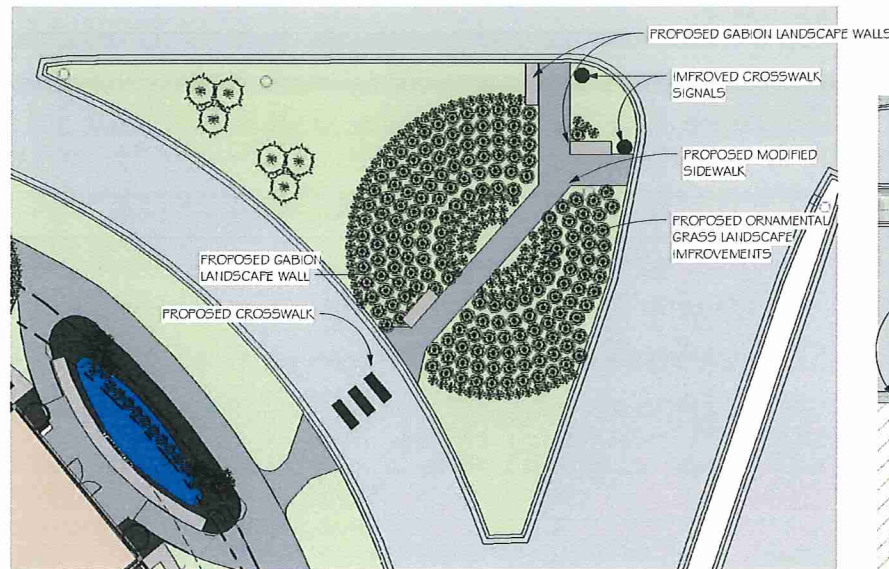 PROPOSED GABION LANDSCAPE WALLS
IMPROVED CROSSWALK
SIGNALS
PROPOSED MODIFIED
SIDEWALK
PROPOSED ORNAMENTAL
GRASS LANDSCAPE
IMPROVEMENTS
PROPOSED GABION
LANDSCAPE WALL
PROPOSED CROSSWALK